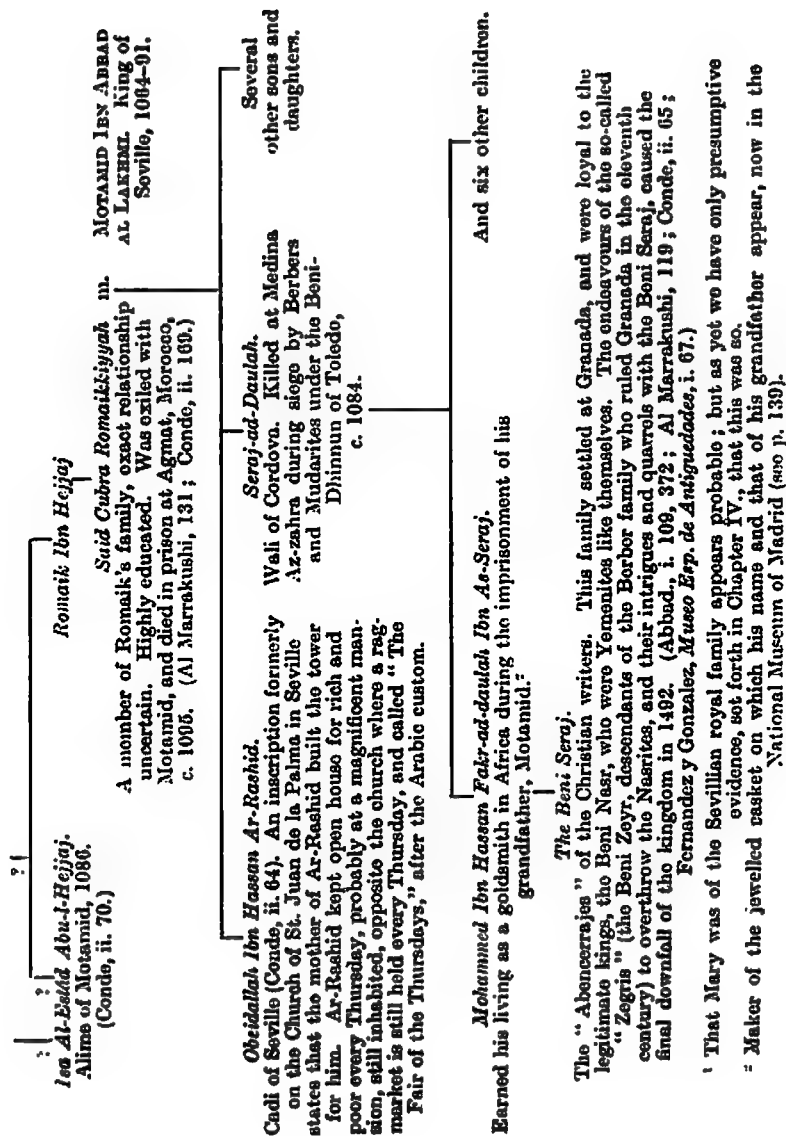 ? ?
? ?
Isa Al-Eshid Abu-l-Hejjaj.
Alime of Motamid, 1086.
(Conde, ii. 70.)
Romaik Ibn Hejjaj
Said Cubra Romaikkiyyah m.
A member of Romaik's family, exact relationship
uncertain. Highly educated. Was exiled with
Motamid, and died in prison at Agmat, Morocco,
c. 1095. (Al Marrakushi, 131; Conde, ii. 169.)
MOTAMID IBN ABBAD
AL LAKHMI. King of
Seville, 1064-91.
Obeidallah Ibn Hassan Ar-Rashid.
Cadi of Seville (Conde, ii. 64). An inscription formerly
on the Church of St. Juan de la Palma in Seville
states that the mother of Ar-Rashid built the tower
for him. Ar-Rashid kept open house for rich and
poor every Thursday, probably at a magnificent man-
sion, still inhabited, opposite the church where a rag-
market is still held every Thursday, and called "The
Fair of the Thursdays," after the Arabic custom.
Seraj-ad-Daulah.
Wali of Cordova. Killed at Medina
Az-zahra during siege by Berbers
and Mudarites under the Beni-
Dhinnun of Toledo,
c. 1084.
Several
other sons and
daughters.
Mohammed Ibn Hassan Fakr-ad-daulah Ibn As-Seraj.
Earned his living as a goldsmith in Africa during the imprisonment of his
grandfather, Motamid.²
And six other children.
The Beni Seraj.
The "Abencerrajes" of the Christian writers. This family settled at Granada, and were loyal to the
legitimate kings, the Beni Nasr, who were Yemenites like themselves. The endeavours of the so-called
"Zegris" (the Beni Zeyr, descendants of the Berber family who ruled Granada in the eleventh
century) to overthrow the Nasrites, and their intrigues and quarrels with the Beni Seraj, caused the
final downfall of the kingdom in 1492. (Abbad., i. 109, 372; Al Marrakushi, 119; Conde, ii. 65;
Fernandez y Gonzalez, Museo Esp. de Antiguedades, i. 67.)
¹ That Mary was of the Sevillian royal family appears probable; but as yet we have only presumptive
evidence, set forth in Chapter IV., that this was so.
² Maker of the jewelled casket on which his name and that of his grandfather appear, now in the
National Museum of Madrid (see p. 139).